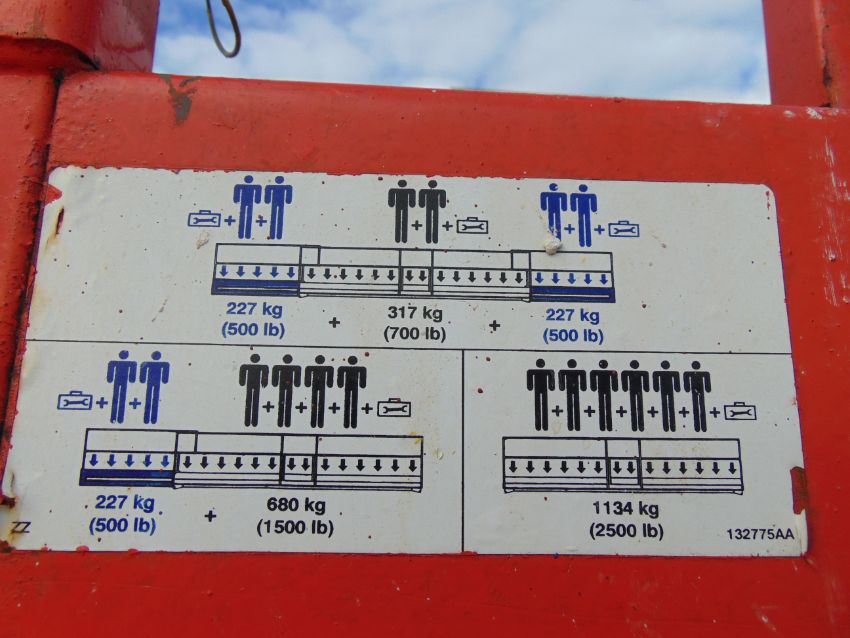 227 kg + 317 kg + 227 kg
(500 lb) (700 lb) (500 lb)
227 kg + 680 kg
(500 lb) (1500 lb)
1134 kg
(2500 lb)
132775AA
ZZ